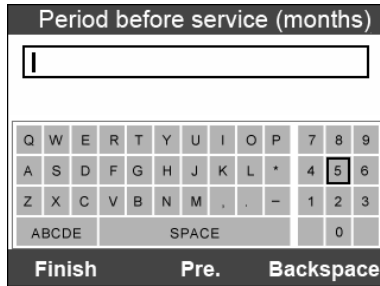 Period before service (months)
Q W E R T Y U I O P 7 8 9
A S D F G H J K L * 4 5 6
Z X C V B N M , . – 1 2 3
ABCDE SPACE 0
Finish Pre. Backspace